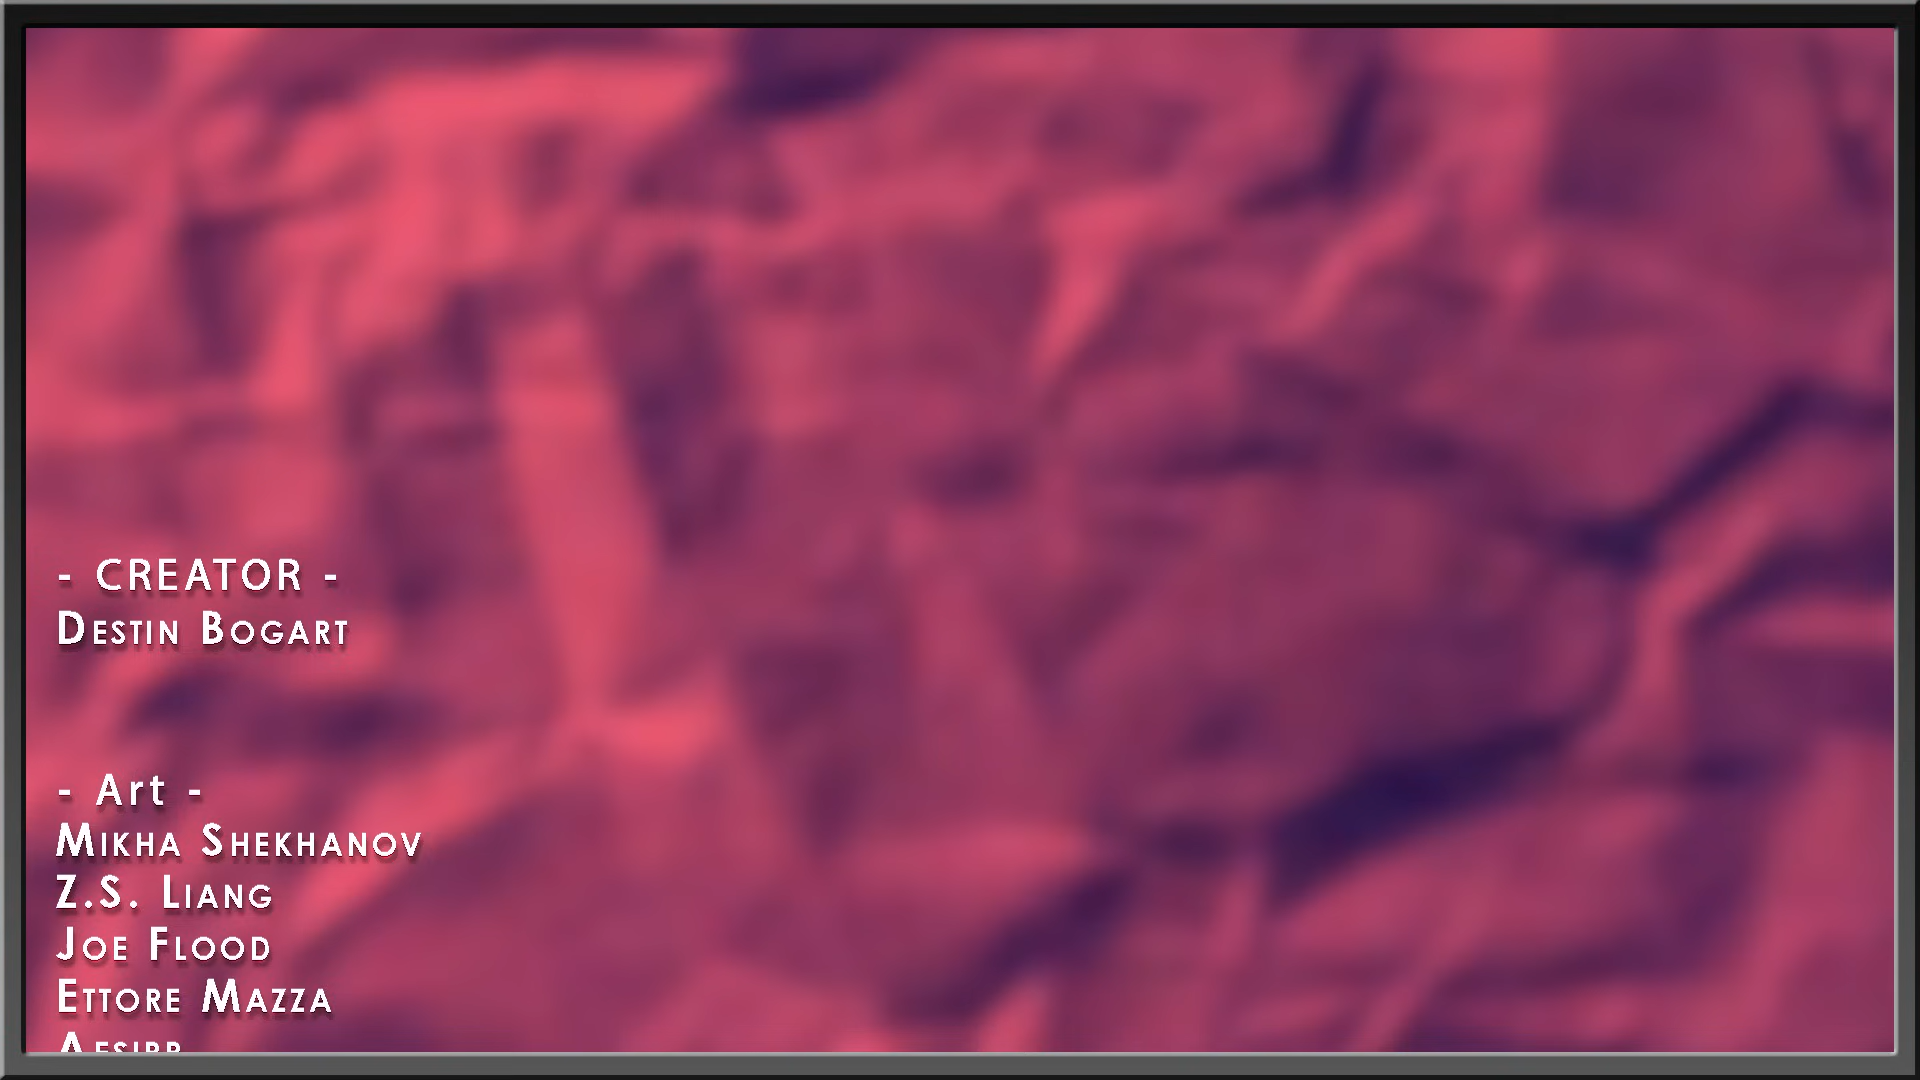 - CREATOR -
Destin Bogart
- Art -
Mikha Shekhanov
Z.S. Liang
Joe Flood
Ettore Mazza